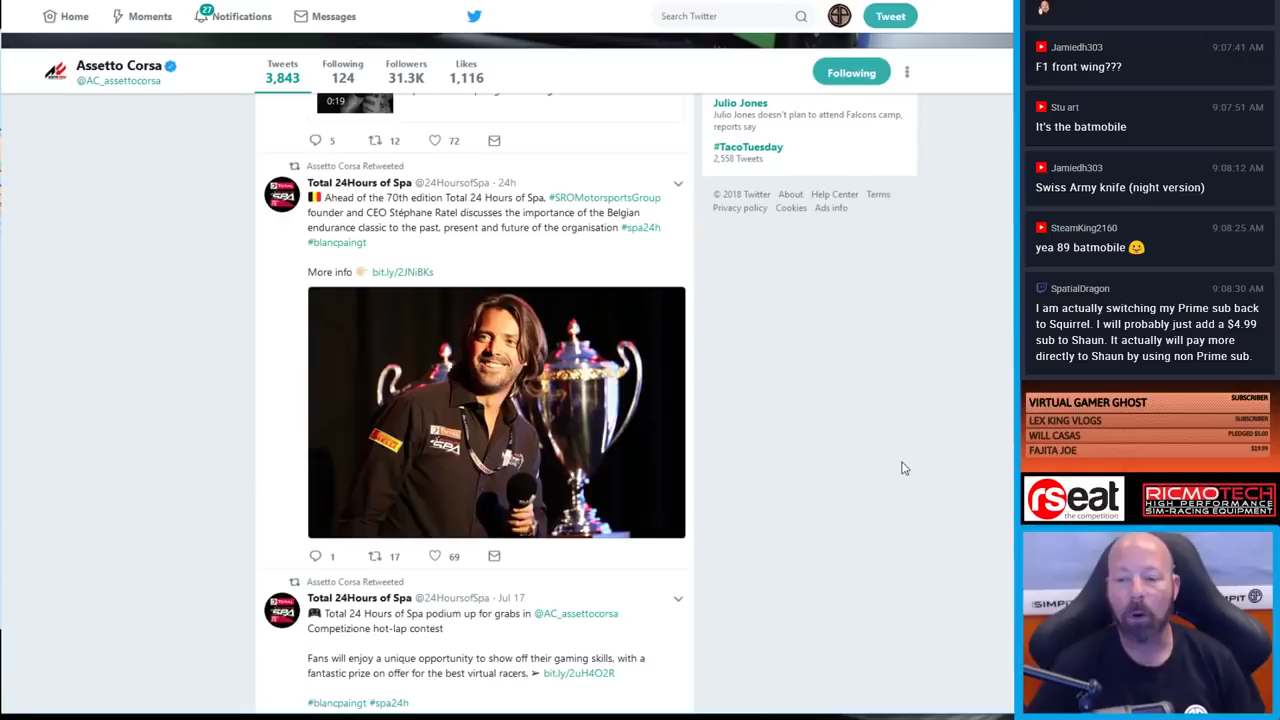 Home
Moments
27
Notifications
Messages
Search Twitter
Tweet
Assetto Corsa
@AC_assettocorsa
Tweets
3,843
Following
124
Followers
31.3K
Likes
1,116
Following
0:19
5
12
72
Assetto Corsa Retweeted
Total 24Hours of Spa @24HoursofSpa · 24h
Ahead of the 70th edition Total 24 Hours of Spa, #SROMotorsportsGroup
founder and CEO Stéphane Ratel discusses the importance of the Belgian
endurance classic to the past, present and future of the organisation #spa24h
#blancpaingt
More info 👉🏻 bit.ly/2JNiBKs
1
17
69
Assetto Corsa Retweeted
Total 24Hours of Spa @24HoursofSpa · Jul 17
🎮 Total 24 Hours of Spa podium up for grabs in @AC_assettocorsa
Competizione hot-lap contest
Fans will enjoy a unique opportunity to show off their gaming skills, with a
fantastic prize on offer for the best virtual racers. ➢ bit.ly/2uH4O2R
#blancpaingt #spa24h
Julio Jones
Julio Jones doesn't plan to attend Falcons camp,
reports say
#TacoTuesday
2,558 Tweets
© 2018 Twitter About Help Center Terms
Privacy policy Cookies Ads info
Jamiedh303 9:07:41 AM
F1 front wing???
Stu art 9:07:51 AM
It's the batmobile
Jamiedh303 9:08:12 AM
Swiss Army knife (night version)
SteamKing2160 9:08:25 AM
yea 89 batmobile 🙂
SpatialDragon 9:08:30 AM
I am actually switching my Prime sub back
to Squirrel. I will probably just add a $4.99
sub to Shaun. It actually will pay more
directly to Shaun by using non Prime sub.
VIRTUAL GAMER GHOST SUBSCRIBER
LEX KING VLOGS SUBSCRIBER
WILL CASAS PLEDGED $5.00
FAJITA JOE $19.99
rseat
the competition
RICMOTECH
HIGH PERFORMANCE
SIM-RACING EQUIPMENT